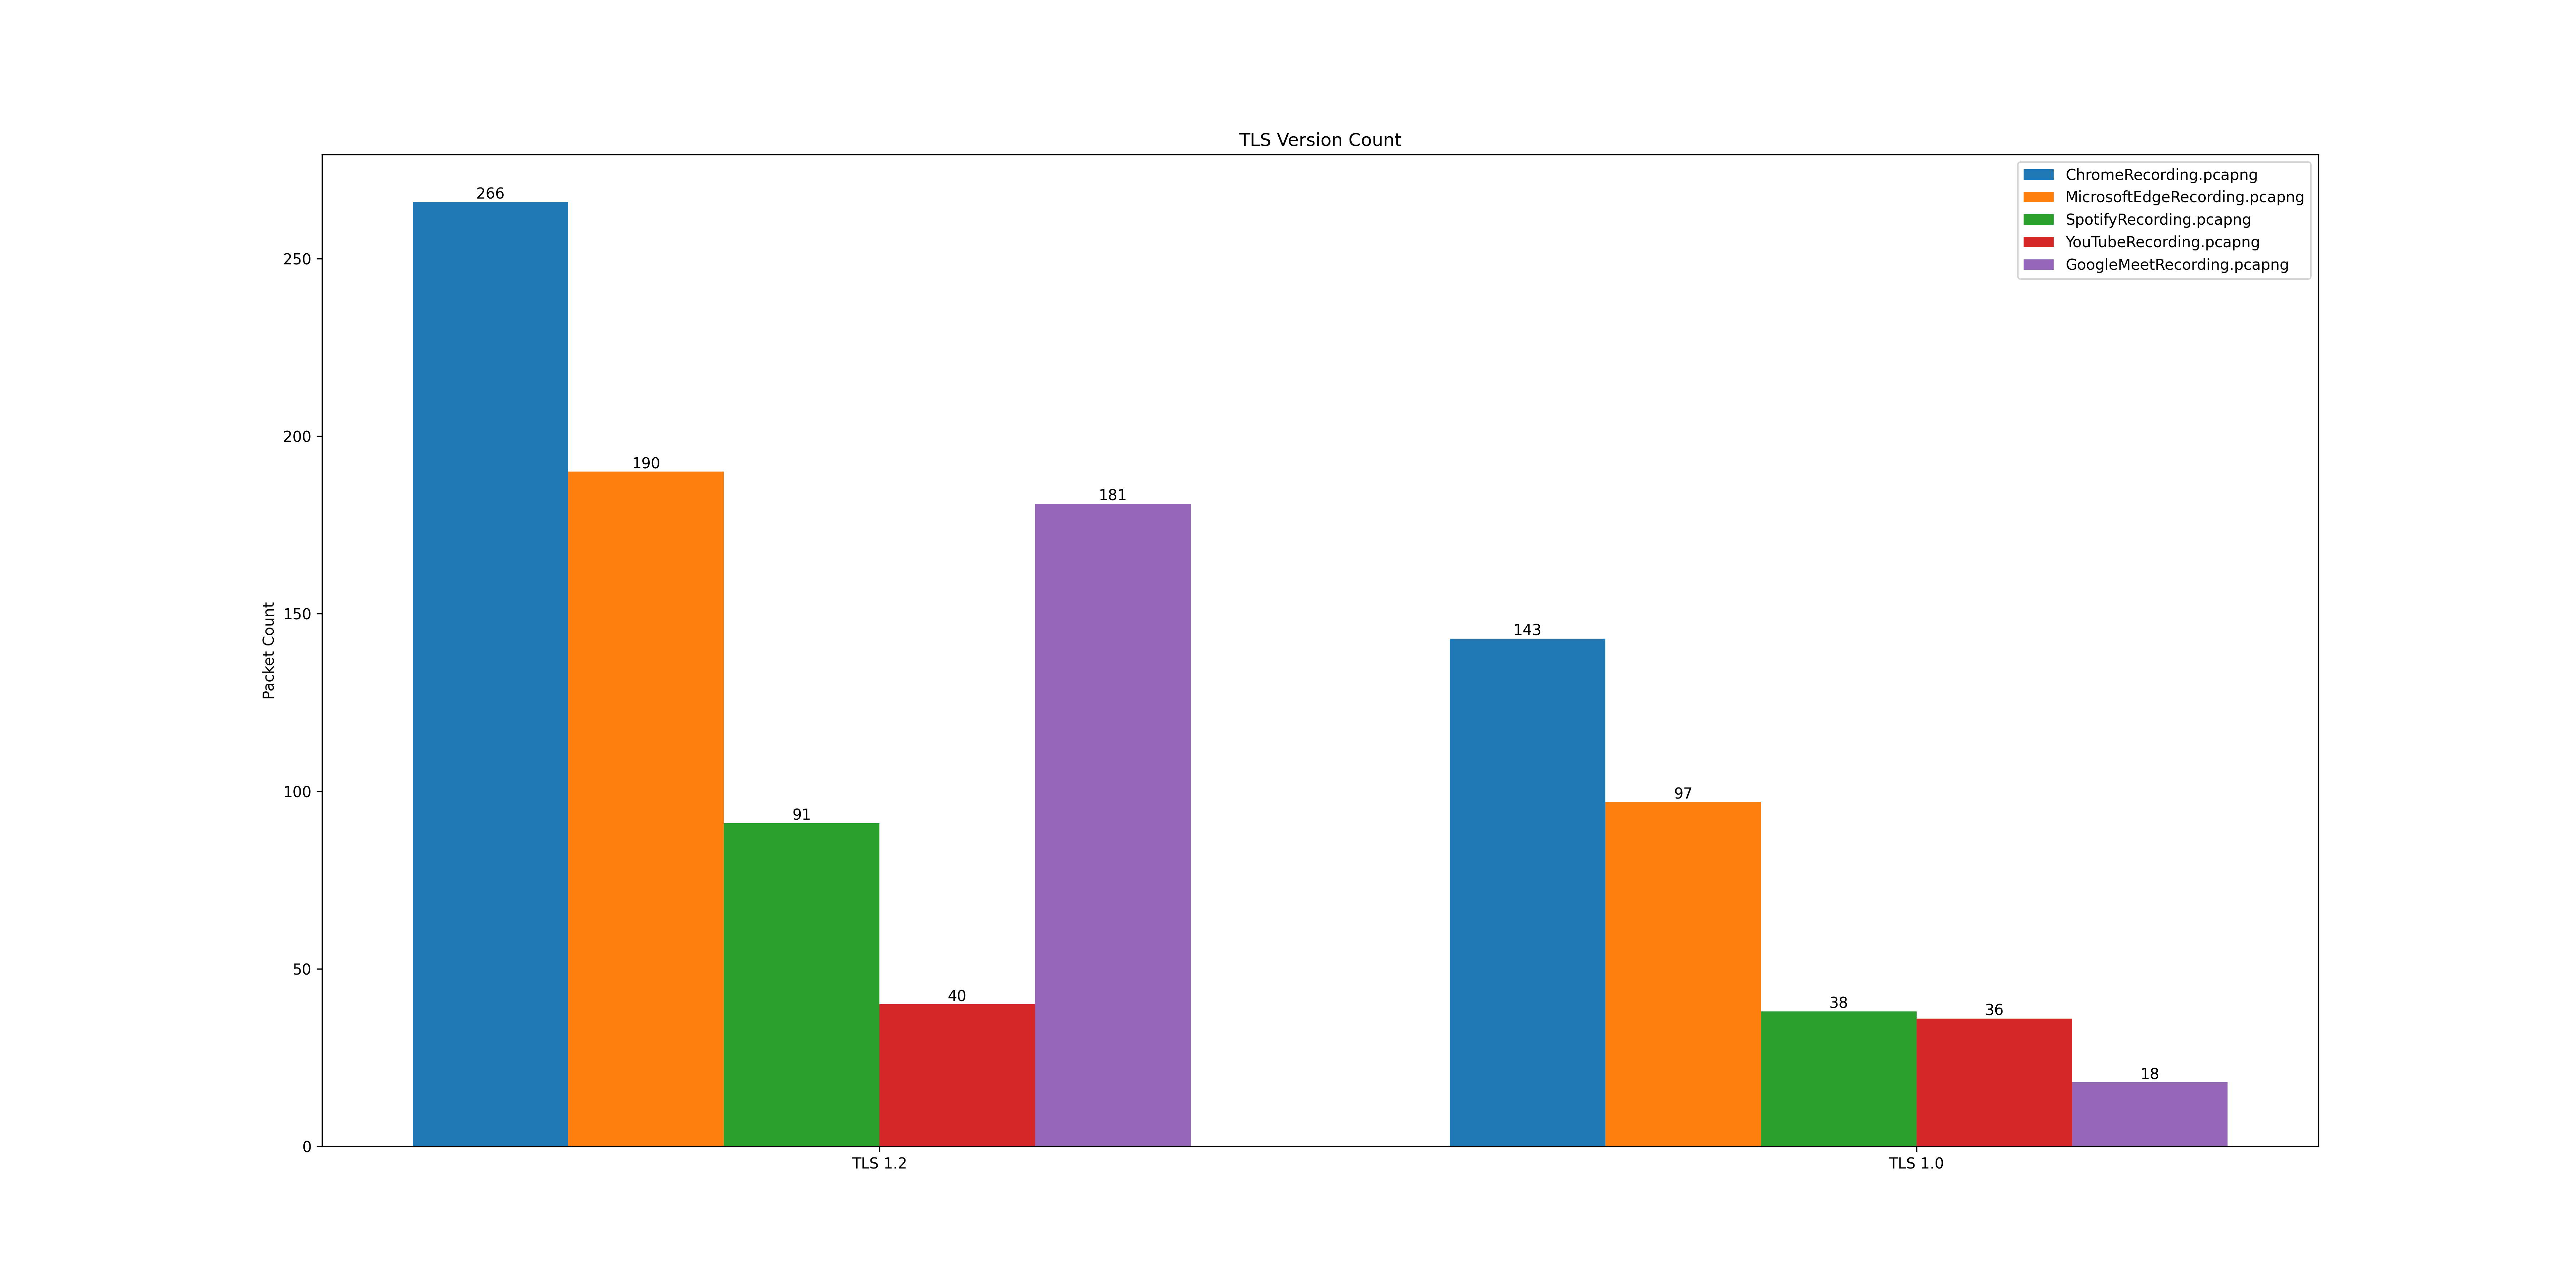 TLS Version Count
ChromeRecording.pcapng
MicrosoftEdgeRecording.pcapng
SpotifyRecording.pcapng
YouTubeRecording.pcapng
GoogleMeetRecording.pcapng
Packet Count
250
200
150
100
50
0
266
190
91
40
181
143
97
38
36
18
TLS 1.2
TLS 1.0